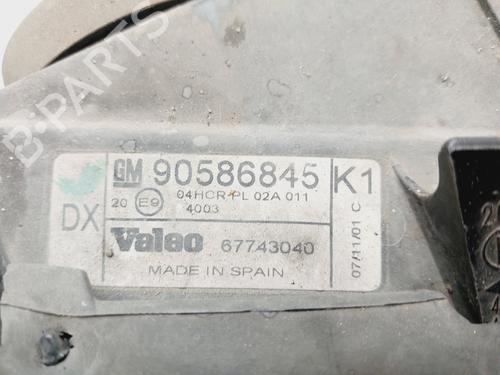 B-PARTS
GM 90586845 K1
04HCR-PL 02A 011
20 E9 4003
DX
Valeo 67743040
MADE IN SPAIN
07/11/01 C